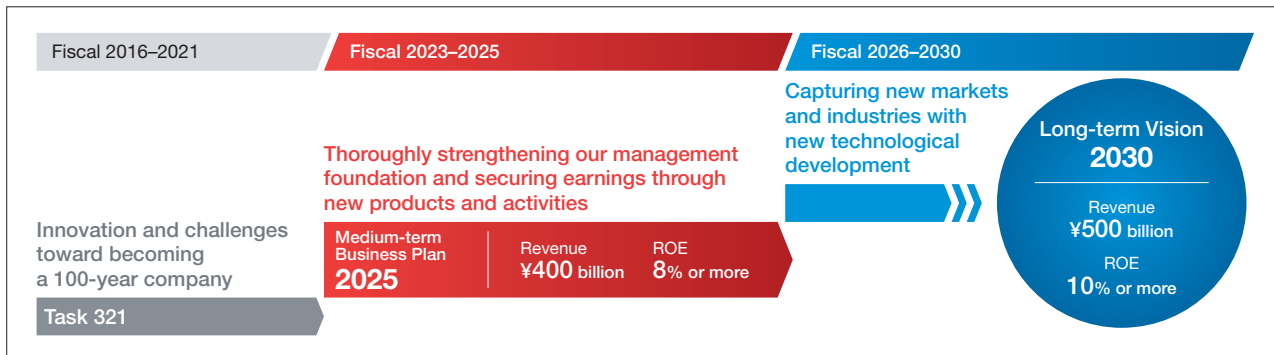 Fiscal 2016–2021
Fiscal 2023–2025
Fiscal 2026–2030
Innovation and challenges
toward becoming
a 100-year company
Task 321
Thoroughly strengthening our management
foundation and securing earnings through
new products and activities
Medium-term
Business Plan
2025
Revenue
¥400 billion
ROE
8% or more
Capturing new markets
and industries with
new technological
development
Long-term Vision
2030
Revenue
¥500 billion
ROE
10% or more